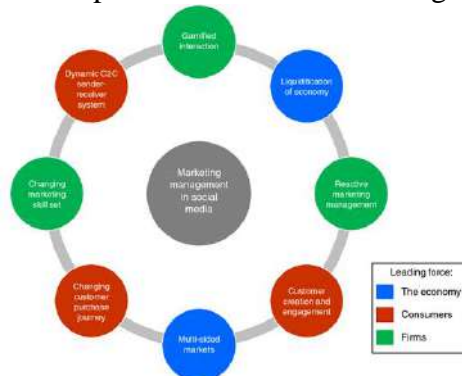 Gamified
interaction
Liquidification
of economy
Reactive
marketing
management
Customer
creation and
engagement
Multi-sided
markets
Changing
customer
purchase
journey
Changing
marketing
skill set
Dynamic C2C
sender-
receiver
system
Marketing
management
in social
media
Leading force:
The economy
Consumers
Firms